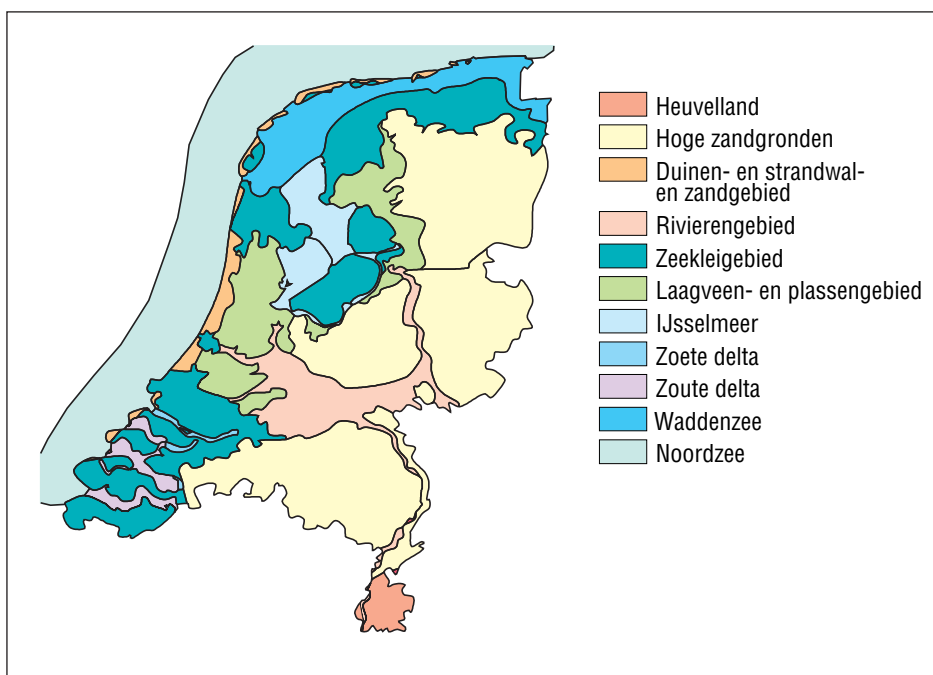 Heuvelland
Hoge zandgronden
Duinen- en strandwal-
en zandgebied
Rivierengebied
Zeekleigebied
Laagveen- en plassengebied
IJsselmeer
Zoete delta
Zoute delta
Waddenzee
Noordzee